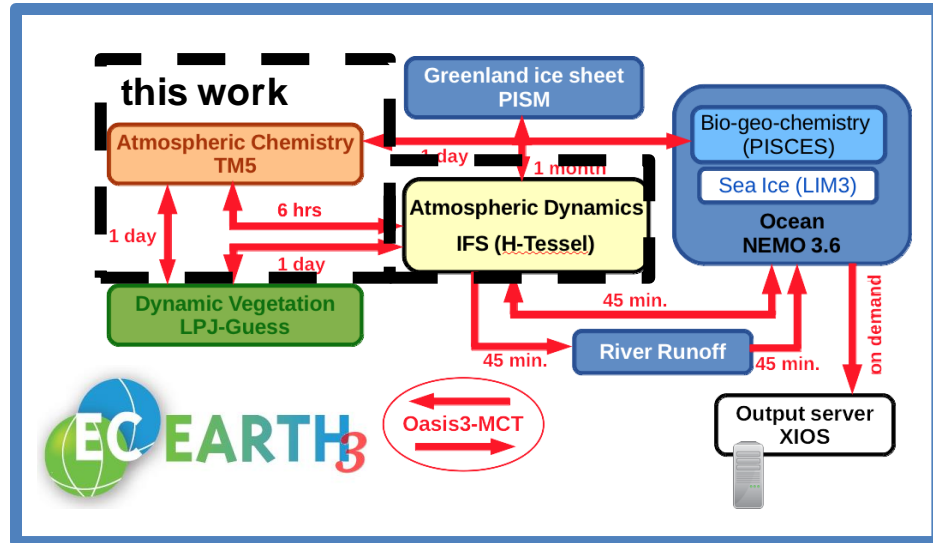 this work
Greenland ice sheet
PISM
Atmospheric Chemistry
TM5
Bio-geo-chemistry
(PISCES)
1 day
1 month
Sea Ice (LIM3)
Atmospheric Dynamics
IFS (H-Tessel)
Ocean
NEMO 3.6
6 hrs
1 day
1 day
Dynamic Vegetation
LPJ-Guess
45 min.
on demand
45 min.
River Runoff
45 min.
EC EARTH3
Oasis3-MCT
Output server
XIOS